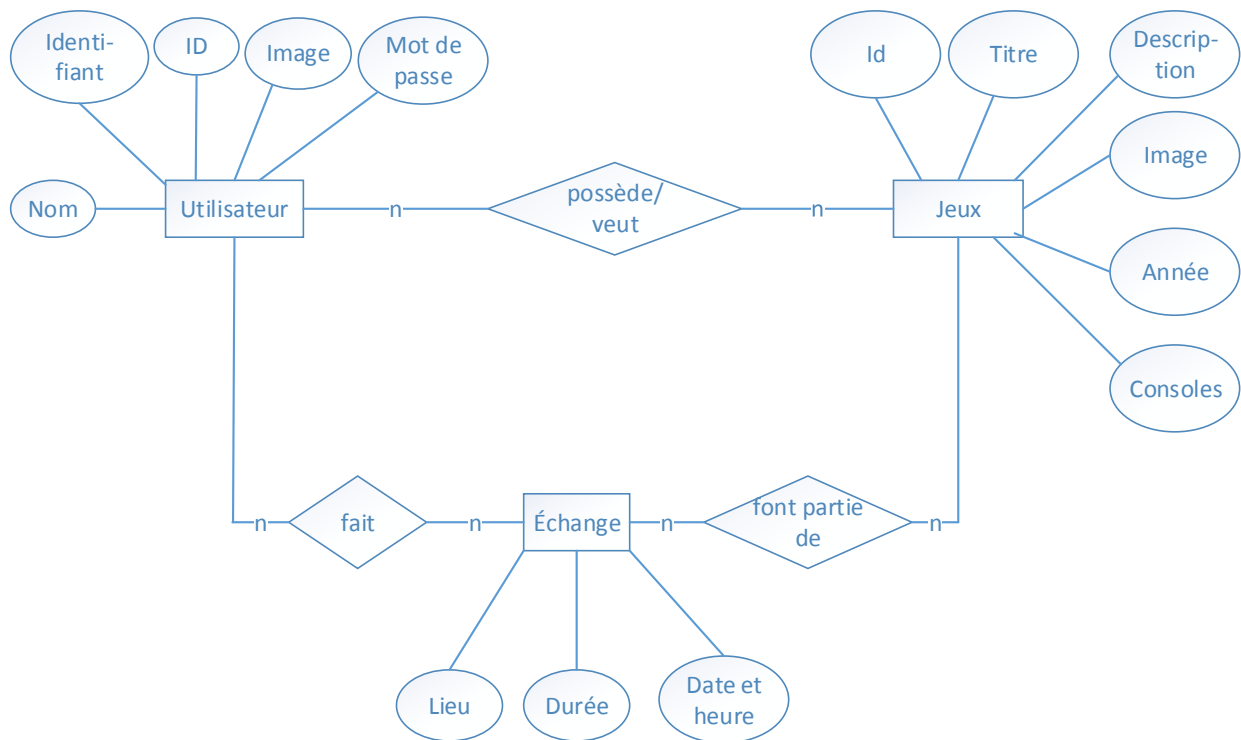 Identi-
fiant
ID
Image
Mot de
passe
Id
Titre
Descrip-
tion
Image
Nom
Utilisateur
n
possède/
veut
n
Jeux
Année
Consoles
n
fait
n
Échange
n
font partie
de
n
Lieu
Durée
Date et
heure